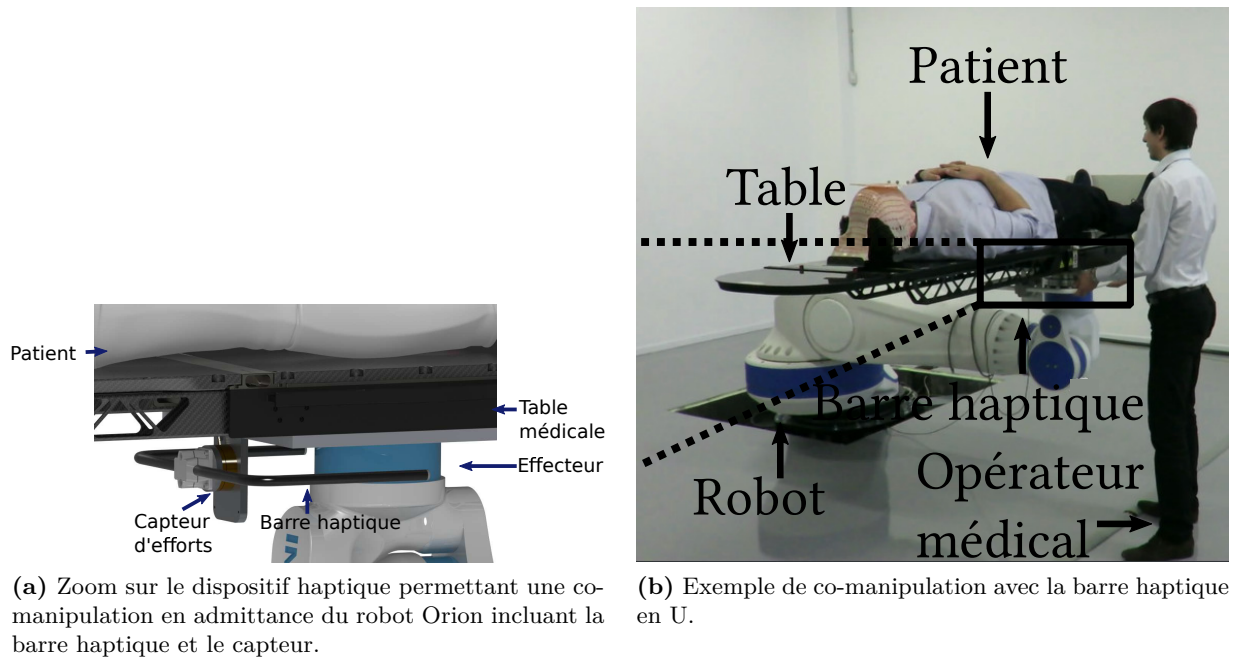 Patient
Table
médicale
Effecteur
Capteur
d'efforts
Barre haptique
(a) Zoom sur le dispositif haptique permettant une co-
manipulation en admittance du robot Orion incluant la
barre haptique et le capteur.
Patient
Table
Barre haptique
Robot
Opérateur
médical
(b) Exemple de co-manipulation avec la barre haptique
en U.